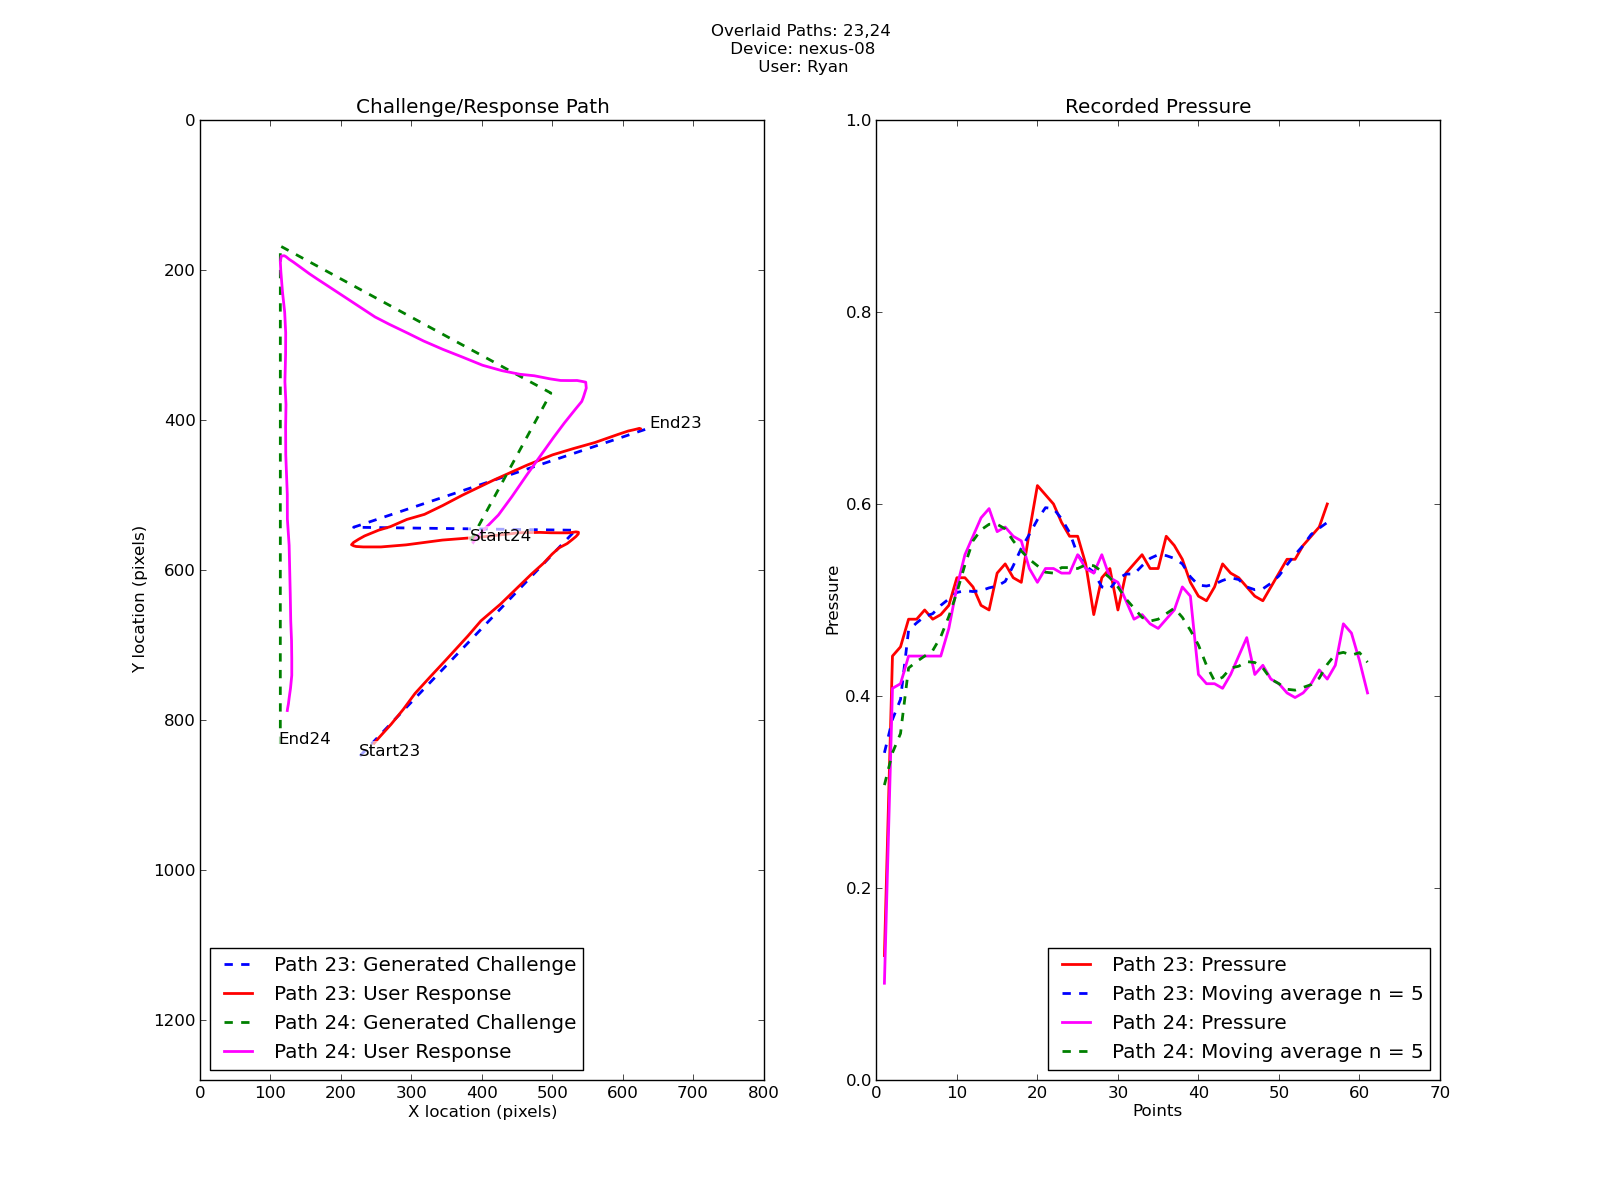 Overlaid Paths: 23,24
Device: nexus-08
User: Ryan
Challenge/Response Path
0
200
400
600
800
1000
1200
Y location (pixels)
End23
Start24
End24
Start23
Path 23: Generated Challenge
Path 23: User Response
Path 24: Generated Challenge
Path 24: User Response
0 100 200 300 400 500 600 700 800
X location (pixels)
Recorded Pressure
1.0
0.8
0.6
0.4
0.2
0.0
Pressure
Path 23: Pressure
Path 23: Moving average n = 5
Path 24: Pressure
Path 24: Moving average n = 5
0 10 20 30 40 50 60 70
Points